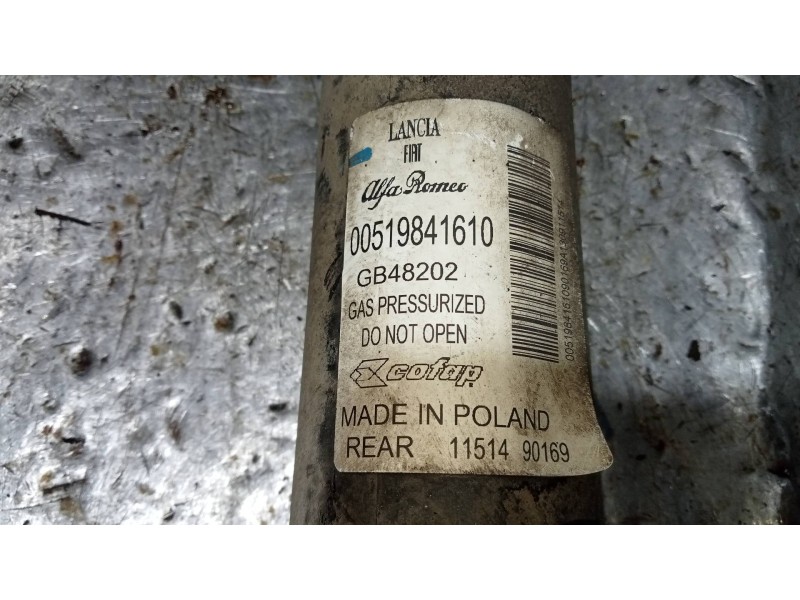 LANCIA
FIAT
Alfa Romeo
00519841610
GB48202
GAS PRESSURIZED
DO NOT OPEN
cofap
MADE IN POLAND
REAR 11514 90169